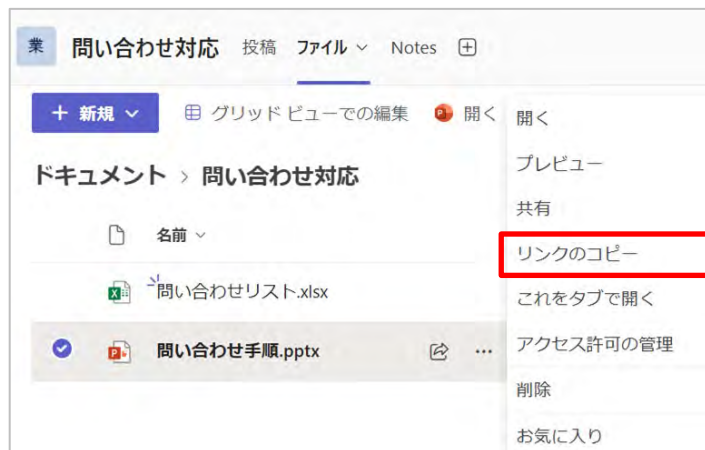 業 問い合わせ対応 投稿 ファイル Notes
+ 新規 グリッド ビューでの編集 開く
ドキュメント > 問い合わせ対応
名前
問い合わせリスト.xlsx
問い合わせ手順.pptx ...
開く
プレビュー
共有
リンクのコピー
これをタブで開く
アクセス許可の管理
削除
お気に入り